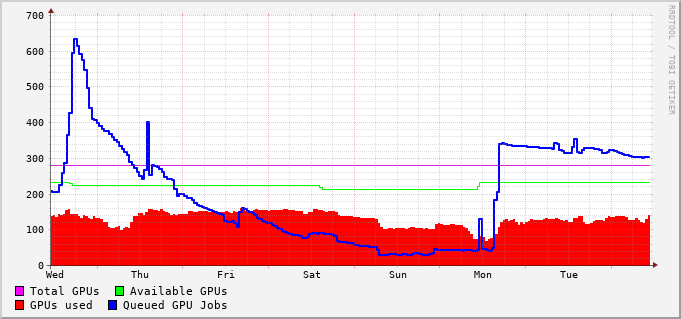 700
600
500
400
300
200
100
0
Wed Thu Fri Sat Sun Mon Tue
Total GPUs Available GPUs
GPUs used Queued GPU Jobs
RRDTOOL / TOBI OETIKER